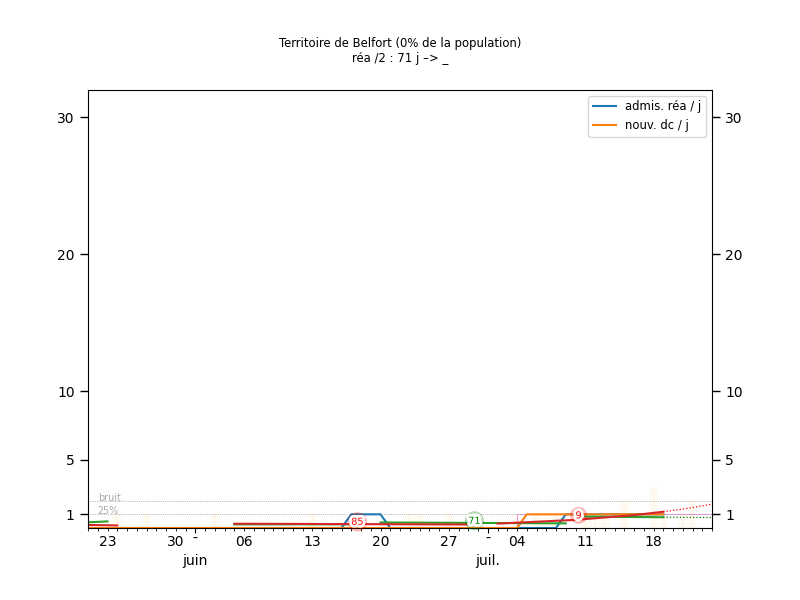 Territoire de Belfort (0% de la population)
réa /2 : 71 j –> _
admis. réa / j
nouv. dc / j
30 30
20 20
10 10
5 5
bruit
25%
1 1
85 71 9
23 30 - 06 13 20 27 - 04 11 18
juin juil.